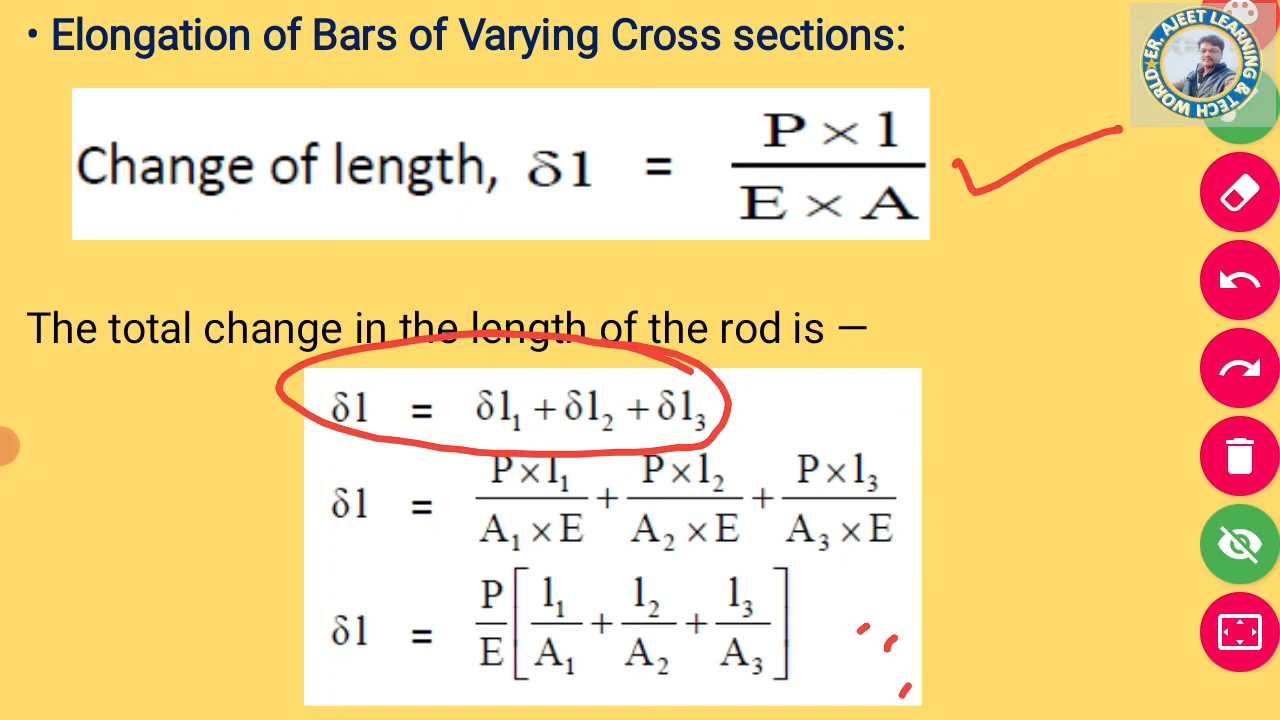 • Elongation of Bars of Varying Cross sections:
Change of length, δl = P × l / E × A
The total change in the length of the rod is —
δl = δl₁ + δl₂ + δl₃
δl = P×l₁ / A₁×E + P×l₂ / A₂×E + P×l₃ / A₃×E
δl = P/E [ l₁/A₁ + l₂/A₂ + l₃/A₃ ]
ER. AJEET LEARNING & TECH WORLD